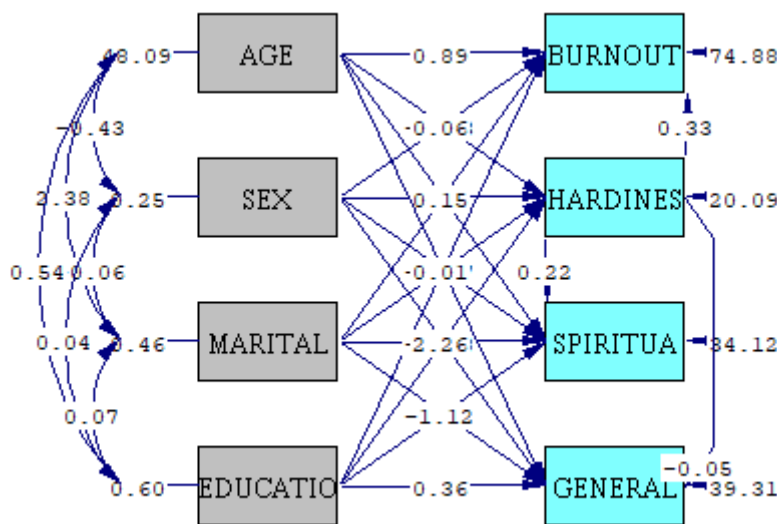 48.09 AGE 0.89 BURNOUT 74.88
-0.43 -0.06 0.33
2.38 0.25 SEX 0.15 HARDINES 20.09
0.54 0.06 -0.01 0.22
0.04 0.46 MARITAL -2.26 SPIRITUA 84.12
0.07 -1.12
-0.05
0.60 EDUCATIO 0.36 GENERAL 39.31